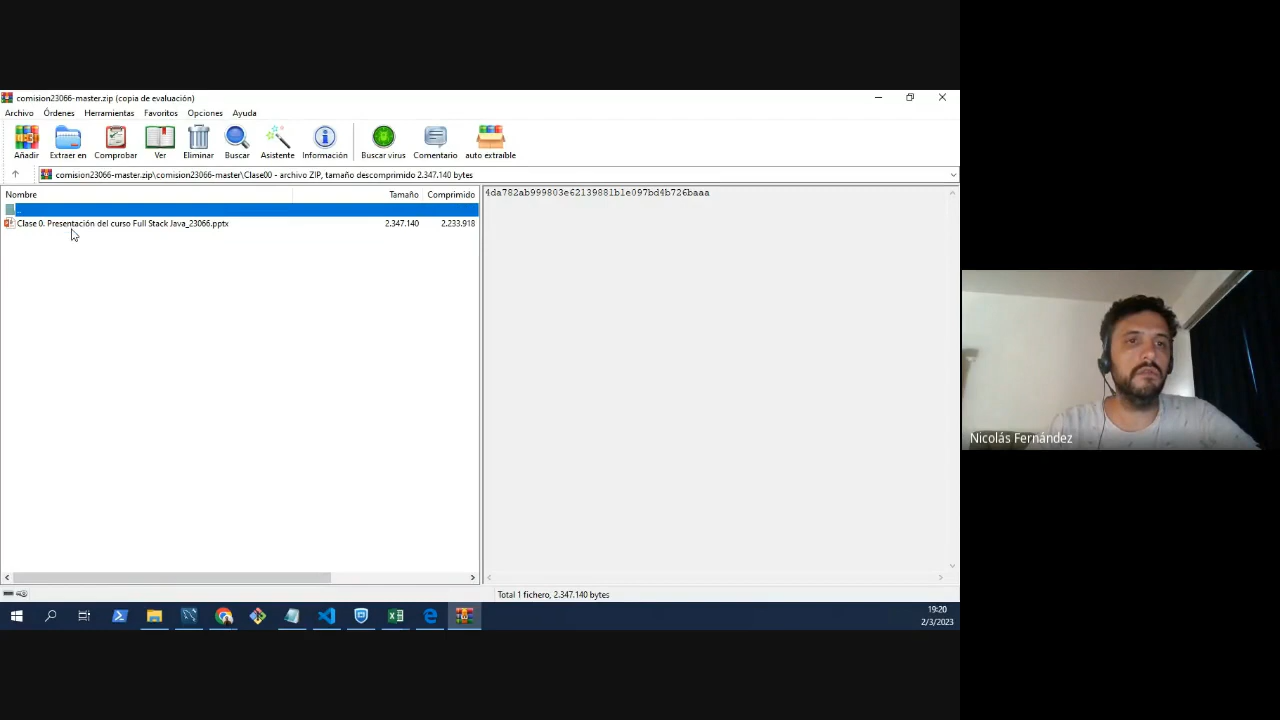 comision23066-master.zip (copia de evaluación)
Archivo Órdenes Herramientas Favoritos Opciones Ayuda
Añadir Extraer en Comprobar Ver Eliminar Buscar Asistente Información Buscar virus Comentario auto extraíble
comision23066-master.zip\comision23066-master\Clase00 - archivo ZIP, tamaño descomprimido 2.347.140 bytes
Nombre Tamaño Comprimido
..
Clase 0. Presentación del curso Full Stack Java_23066.pptx 2.347.140 2.233.918
4da782ab999803e62139881b1e097bd4b726baaa
Nicolás Fernández
Total 1 fichero, 2.347.140 bytes
19:20
2/3/2023